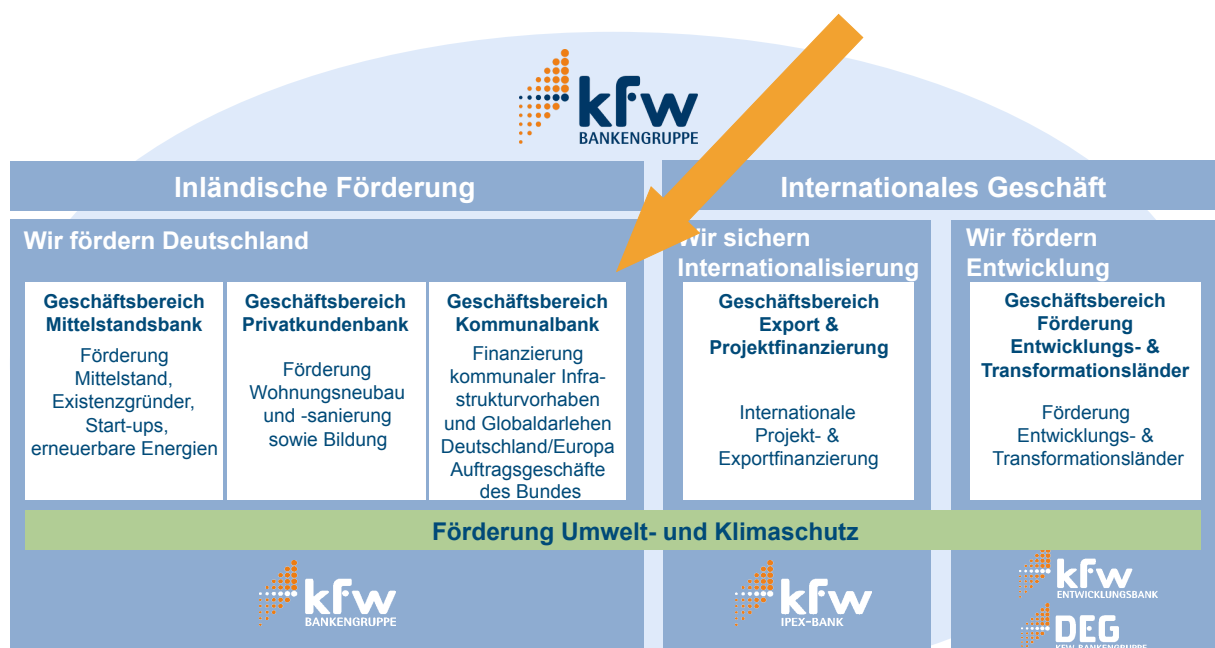 kfw
BANKENGRUPPE
Inländische Förderung
Internationales Geschäft
Wir fördern Deutschland
Geschäftsbereich
Mittelstandsbank
Förderung
Mittelstand,
Existenzgründer,
Start-ups,
erneuerbare Energien
Geschäftsbereich
Privatkundenbank
Förderung
Wohnungsneubau
und -sanierung
sowie Bildung
Geschäftsbereich
Kommunalbank
Finanzierung
kommunaler Infra-
strukturvorhaben
und Globaldarlehen
Deutschland/Europa
Auftragsgeschäfte
des Bundes
Wir sichern
Internationalisierung
Geschäftsbereich
Export &
Projektfinanzierung
Internationale
Projekt- &
Exportfinanzierung
Wir fördern
Entwicklung
Geschäftsbereich
Förderung
Entwicklungs- &
Transformationsländer
Förderung
Entwicklungs- &
Transformationsländer
Förderung Umwelt- und Klimaschutz
kfw
BANKENGRUPPE
kfw
IPEX-BANK
kfw
ENTWICKLUNGSBANK
DEG
KFW BANKENGRUPPE